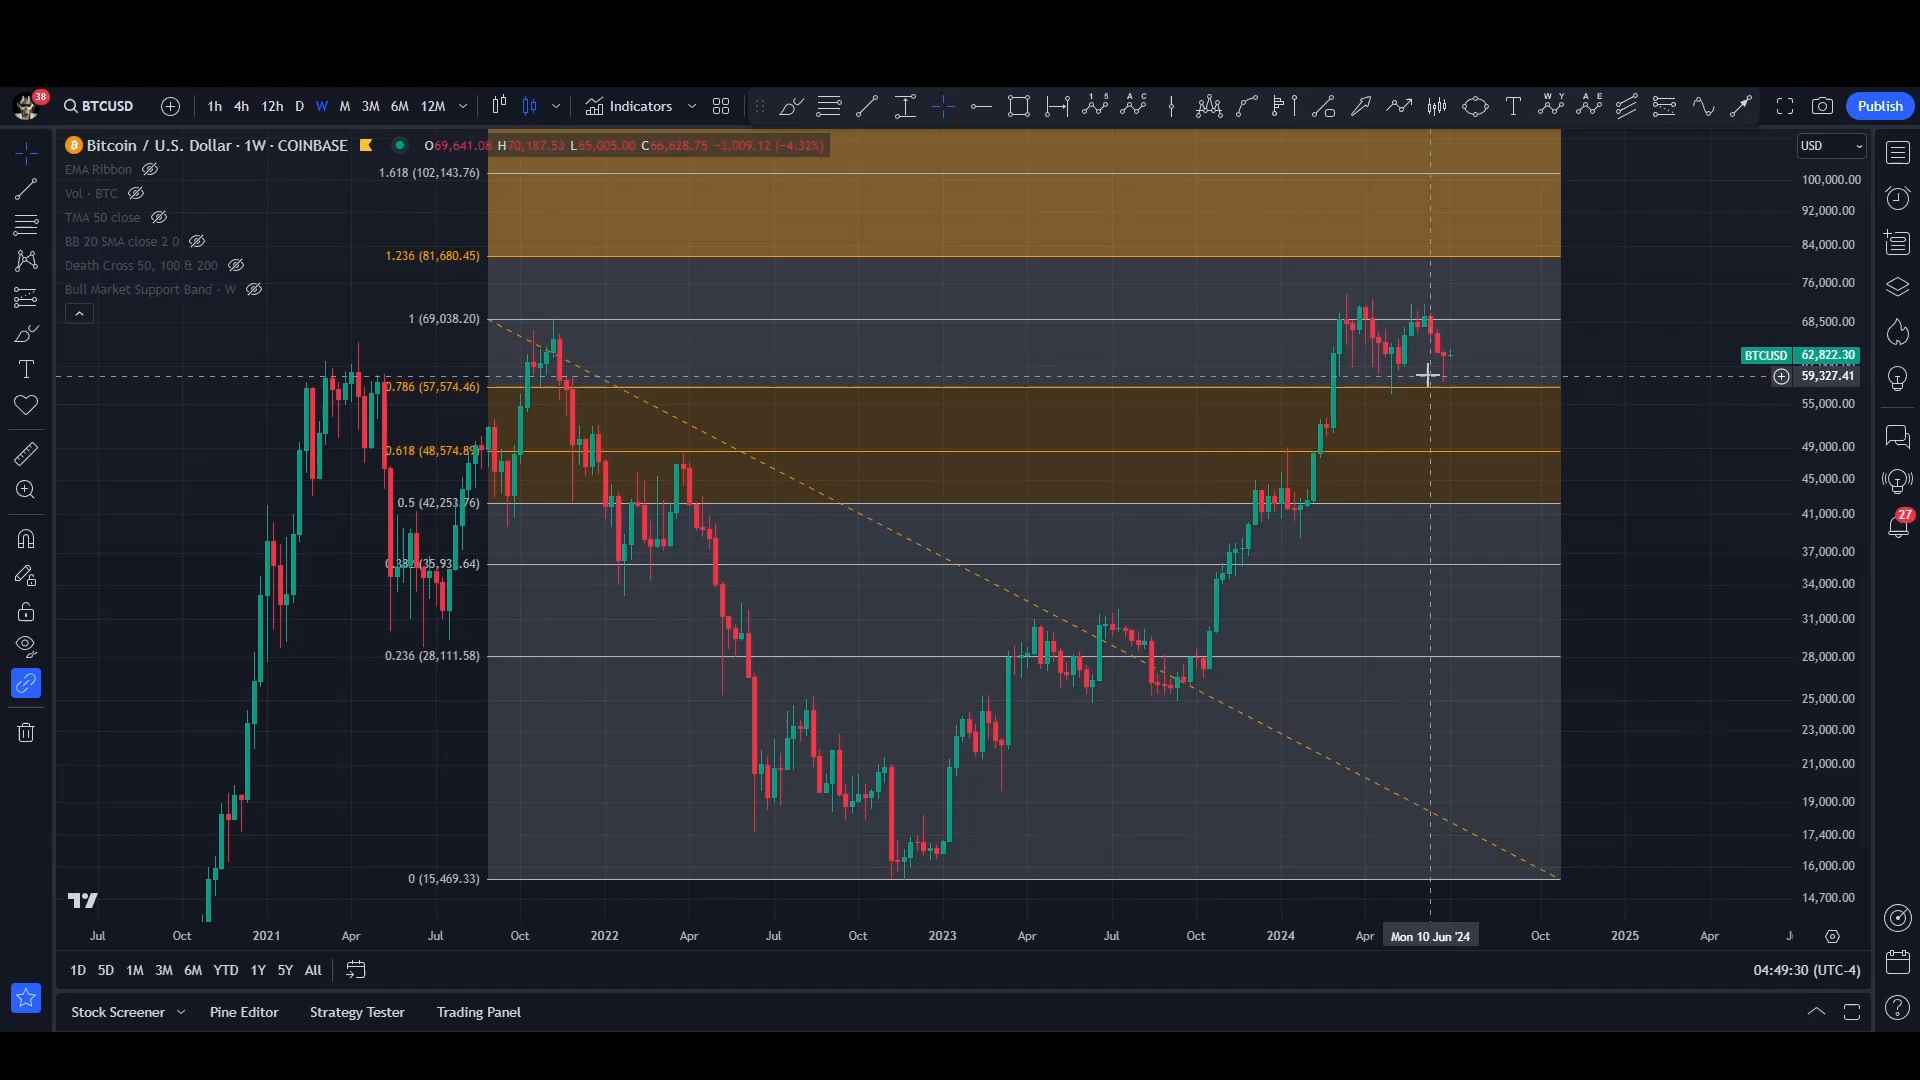 38
BTCUSD 1h 4h 12h D W M 3M 6M 12M Indicators Publish
Bitcoin / U.S. Dollar · 1W · COINBASE O69,641.08 H70,187.53 L65,005.00 C66,628.75 −3,009.12 (−4.32%)
USD
EMA Ribbon
Vol · BTC
TMA 50 close
BB 20 SMA close 2 0
Death Cross 50, 100 & 200
Bull Market Support Band · W
1.618 (102,143.76)
1.236 (81,680.45)
1 (69,038.20)
0.786 (57,574.46)
0.618 (48,574.89)
0.5 (42,253.76)
0.236 (28,111.58)
0 (15,469.33)
100,000.00
92,000.00
84,000.00
76,000.00
68,500.00
BTCUSD 62,822.30
59,327.41
55,000.00
49,000.00
45,000.00
41,000.00
37,000.00
34,000.00
31,000.00
28,000.00
25,000.00
23,000.00
21,000.00
19,000.00
17,400.00
16,000.00
14,700.00
27
Jul Oct 2021 Apr Jul Oct 2022 Apr Jul Oct 2023 Apr Jul Oct 2024 Apr Mon 10 Jun '24 Oct 2025 Apr
1D 5D 1M 3M 6M YTD 1Y 5Y All 04:49:30 (UTC-4)
Stock Screener Pine Editor Strategy Tester Trading Panel